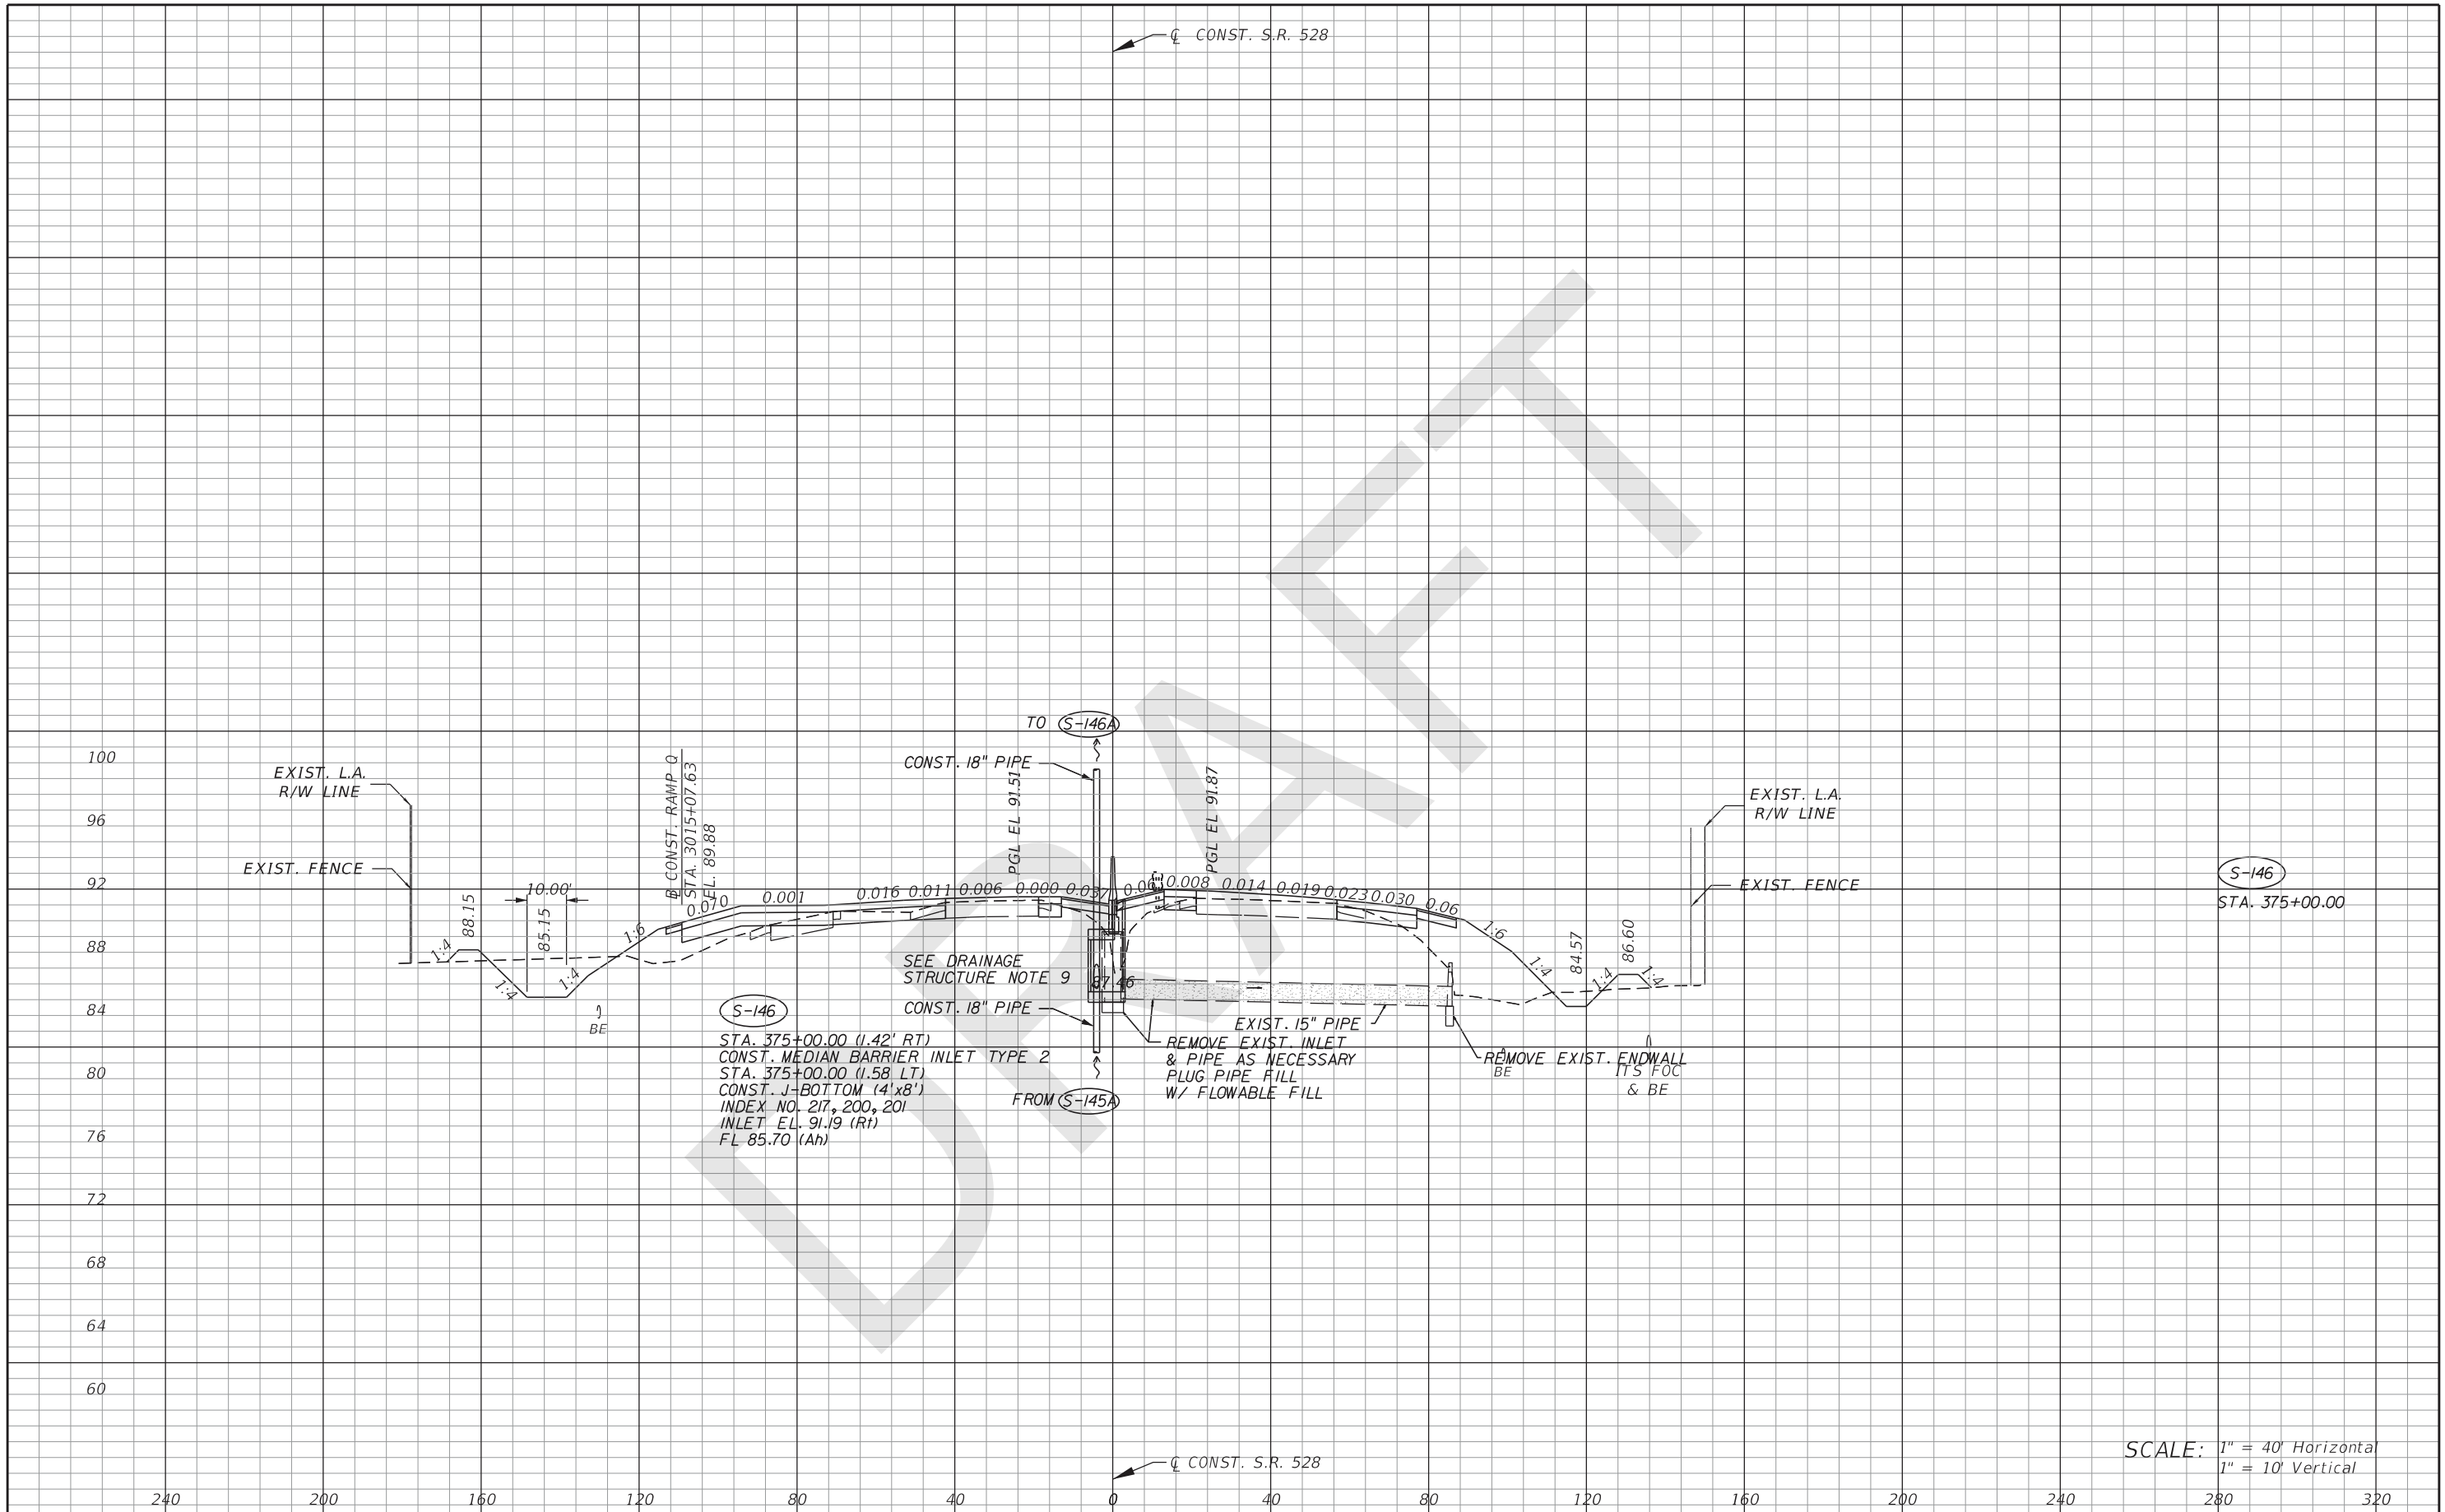 ℄ CONST. S.R. 528
TO S-146A
CONST. 18" PIPE
100
96
92
88
84
80
76
72
68
64
60
EXIST. L.A.
R/W LINE
EXIST. FENCE
1:4
88.15
1:4
10.00'
85.15
1:4
1:6
BE
B CONST. RAMP Q
STA. 3015+07.63
EL. 89.88
0.070
0.001
0.016
0.011
0.006
0.000
0.037
PGL EL 91.51
PGL EL 91.87
0.06
0.008
0.014
0.019
0.023
0.030
0.06
1:6
1:4
84.57
1:4
86.60
1:4
EXIST. L.A.
R/W LINE
EXIST. FENCE
S-146
STA. 375+00.00
SEE DRAINAGE
STRUCTURE NOTE 9
87.46
CONST. 18" PIPE
S-146
STA. 375+00.00 (1.42' RT)
CONST. MEDIAN BARRIER INLET TYPE 2
STA. 375+00.00 (1.58 LT)
CONST. J-BOTTOM (4'x8')
INDEX NO. 217, 200, 201
INLET EL. 91.19 (Rt)
FL 85.70 (Ah)
FROM S-145A
EXIST. 15" PIPE
REMOVE EXIST. INLET
& PIPE AS NECESSARY
PLUG PIPE FILL
W/ FLOWABLE FILL
REMOVE EXIST. ENDWALL
BE
ITS FOC
& BE
DRAFT
℄ CONST. S.R. 528
SCALE: 1" = 40' Horizontal
1" = 10' Vertical
240 200 160 120 80 40 0 40 80 120 160 200 240 280 320